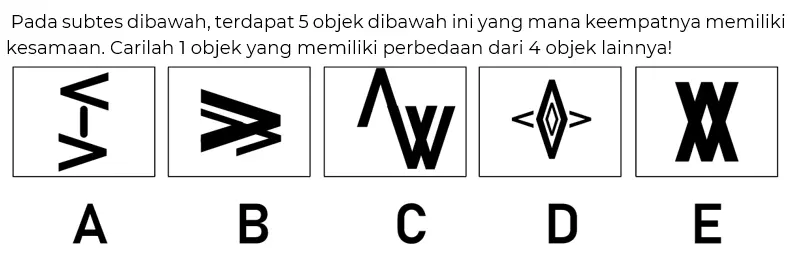 Pada subtes dibawah, terdapat 5 objek dibawah ini yang mana keempatnya memiliki
kesamaan. Carilah 1 objek yang memiliki perbedaan dari 4 objek lainnya!
A B C D E